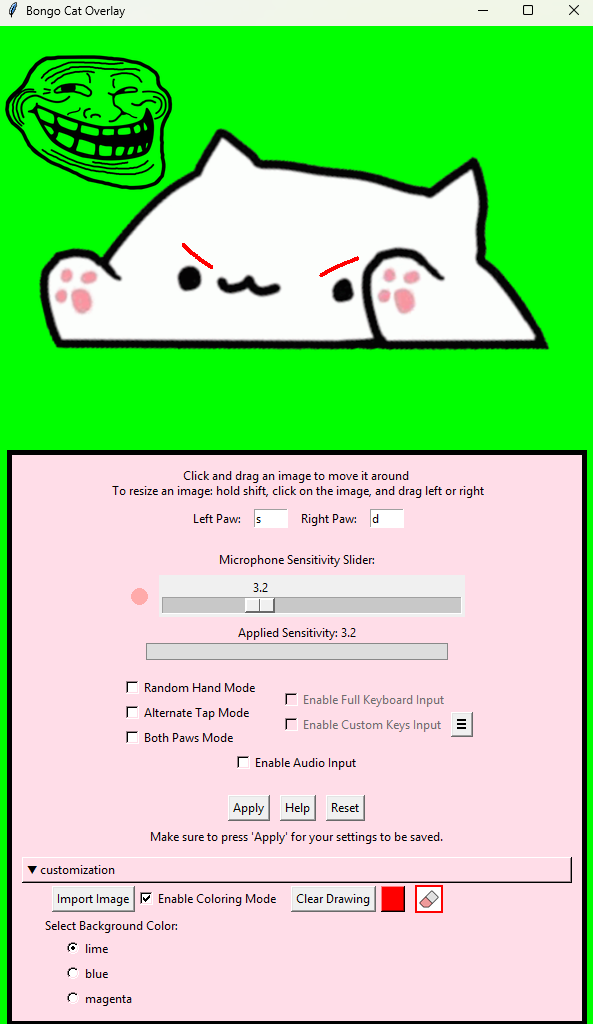 Bongo Cat Overlay
Click and drag an image to move it around
To resize an image: hold shift, click on the image, and drag left or right
Left Paw: s Right Paw: d
Microphone Sensitivity Slider:
3.2
Applied Sensitivity: 3.2
Random Hand Mode
Enable Full Keyboard Input
Alternate Tap Mode
Enable Custom Keys Input
Both Paws Mode
Enable Audio Input
Apply Help Reset
Make sure to press 'Apply' for your settings to be saved.
▼ customization
Import Image Enable Coloring Mode Clear Drawing
Select Background Color:
lime
blue
magenta